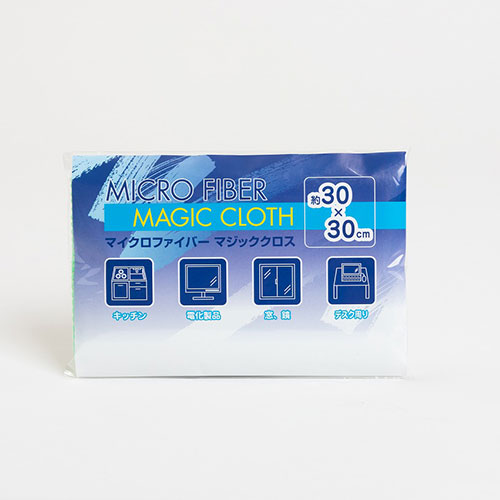 MICRO FIBER
MAGIC CLOTH
マイクロファイバー マジッククロス
約30
×
30cm
キッチン
電化製品
窓、鏡
デスク周り